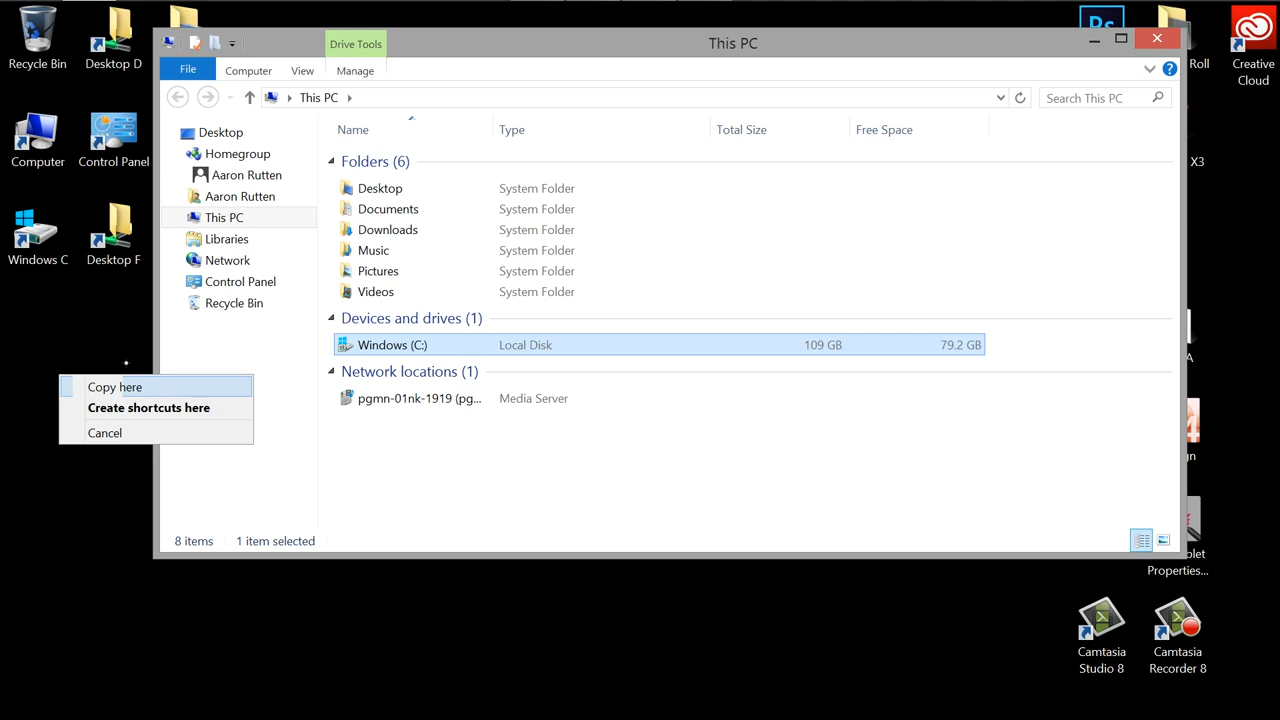 Recycle Bin
Desktop D
Computer
Control Panel
Windows C
Desktop F
Drive Tools
This PC
File
Computer
View
Manage
This PC
Search This PC
Desktop
Homegroup
Aaron Rutten
Aaron Rutten
This PC
Libraries
Network
Control Panel
Recycle Bin
Name Type Total Size Free Space
Folders (6)
Desktop System Folder
Documents System Folder
Downloads System Folder
Music System Folder
Pictures System Folder
Videos System Folder
Devices and drives (1)
Windows (C:) Local Disk 109 GB 79.2 GB
Network locations (1)
pgmn-01nk-1919 (pg... Media Server
8 items 1 item selected
Copy here
Create shortcuts here
Cancel
Ps
Roll
Creative
Cloud
X3
Properties...
Camtasia
Studio 8
Camtasia
Recorder 8